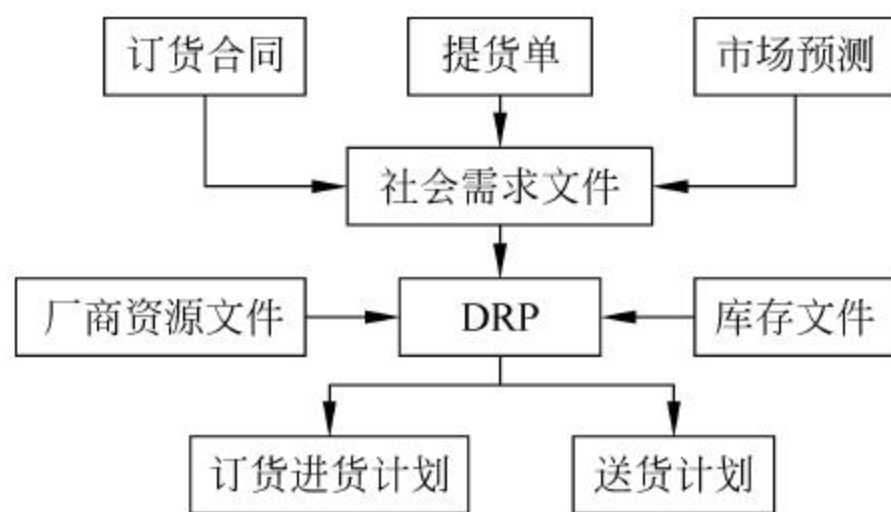 订货合同
提货单
市场预测
社会需求文件
厂商资源文件
DRP
库存文件
订货进货计划
送货计划